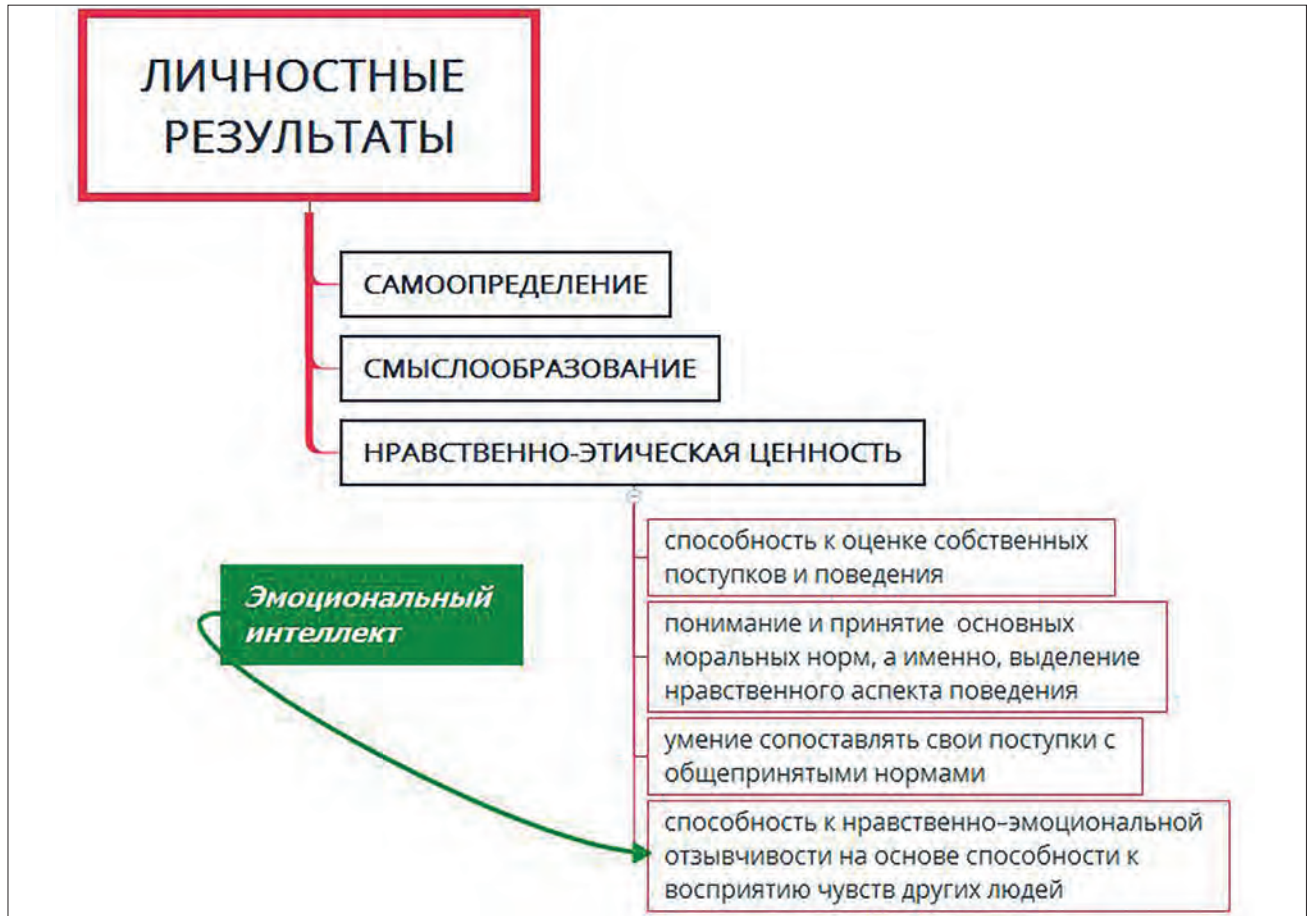 ЛИЧНОСТНЫЕ
РЕЗУЛЬТАТЫ
САМООПРЕДЕЛЕНИЕ
СМЫСЛООБРАЗОВАНИЕ
НРАВСТВЕННО-ЭТИЧЕСКАЯ ЦЕННОСТЬ
способность к оценке собственных
поступков и поведения
Эмоциональный
интеллект
понимание и принятие основных
моральных норм, а именно, выделение
нравственного аспекта поведения
умение сопоставлять свои поступки с
общепринятыми нормами
способность к нравственно–эмоциональной
отзывчивости на основе способности к
восприятию чувств других людей